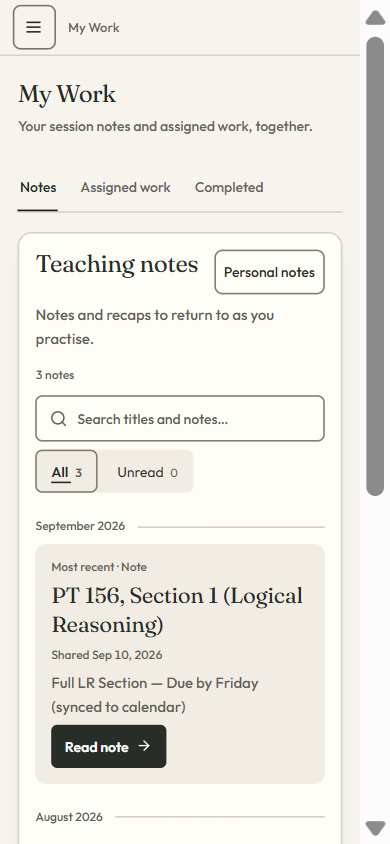 My Work
My Work
Your session notes and assigned work, together.
Notes Assigned work Completed
Teaching notes
Personal notes
Notes and recaps to return to as you
practise.
3 notes
Search titles and notes…
All 3 Unread 0
September 2026
Most recent · Note
PT 156, Section 1 (Logical
Reasoning)
Shared Sep 10, 2026
Full LR Section — Due by Friday
(synced to calendar)
Read note →
August 2026